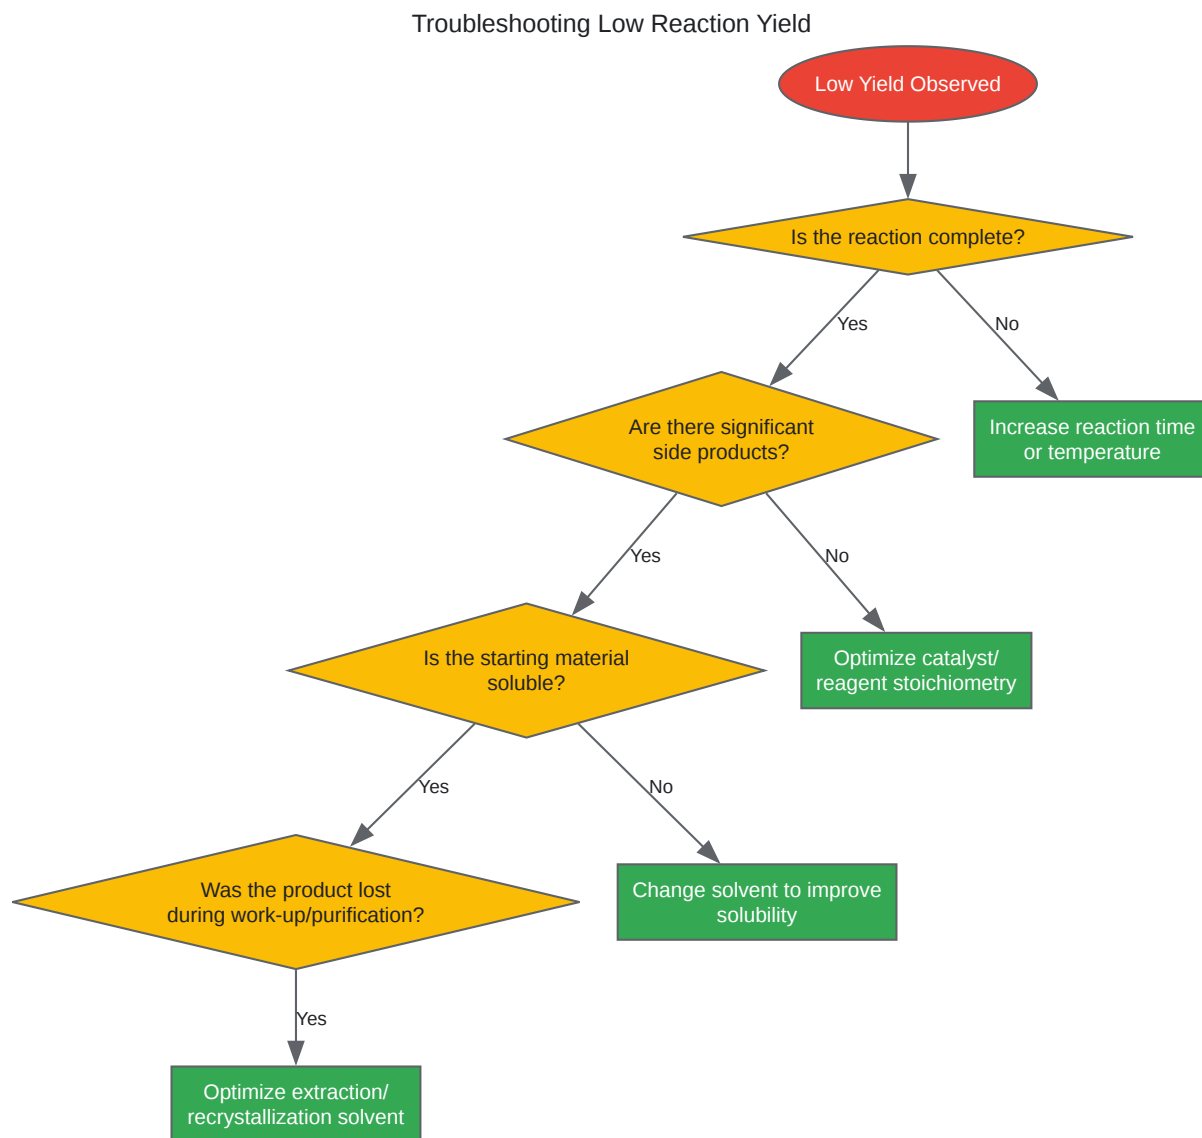 Troubleshooting Low Reaction Yield
Low Yield Observed
Is the reaction complete?
Yes
No
Are there significant
side products?
Increase reaction time
or temperature
Yes
No
Is the starting material
soluble?
Optimize catalyst/
reagent stoichiometry
Yes
No
Was the product lost
during work-up/purification?
Change solvent to improve
solubility
Yes
Optimize extraction/
recrystallization solvent